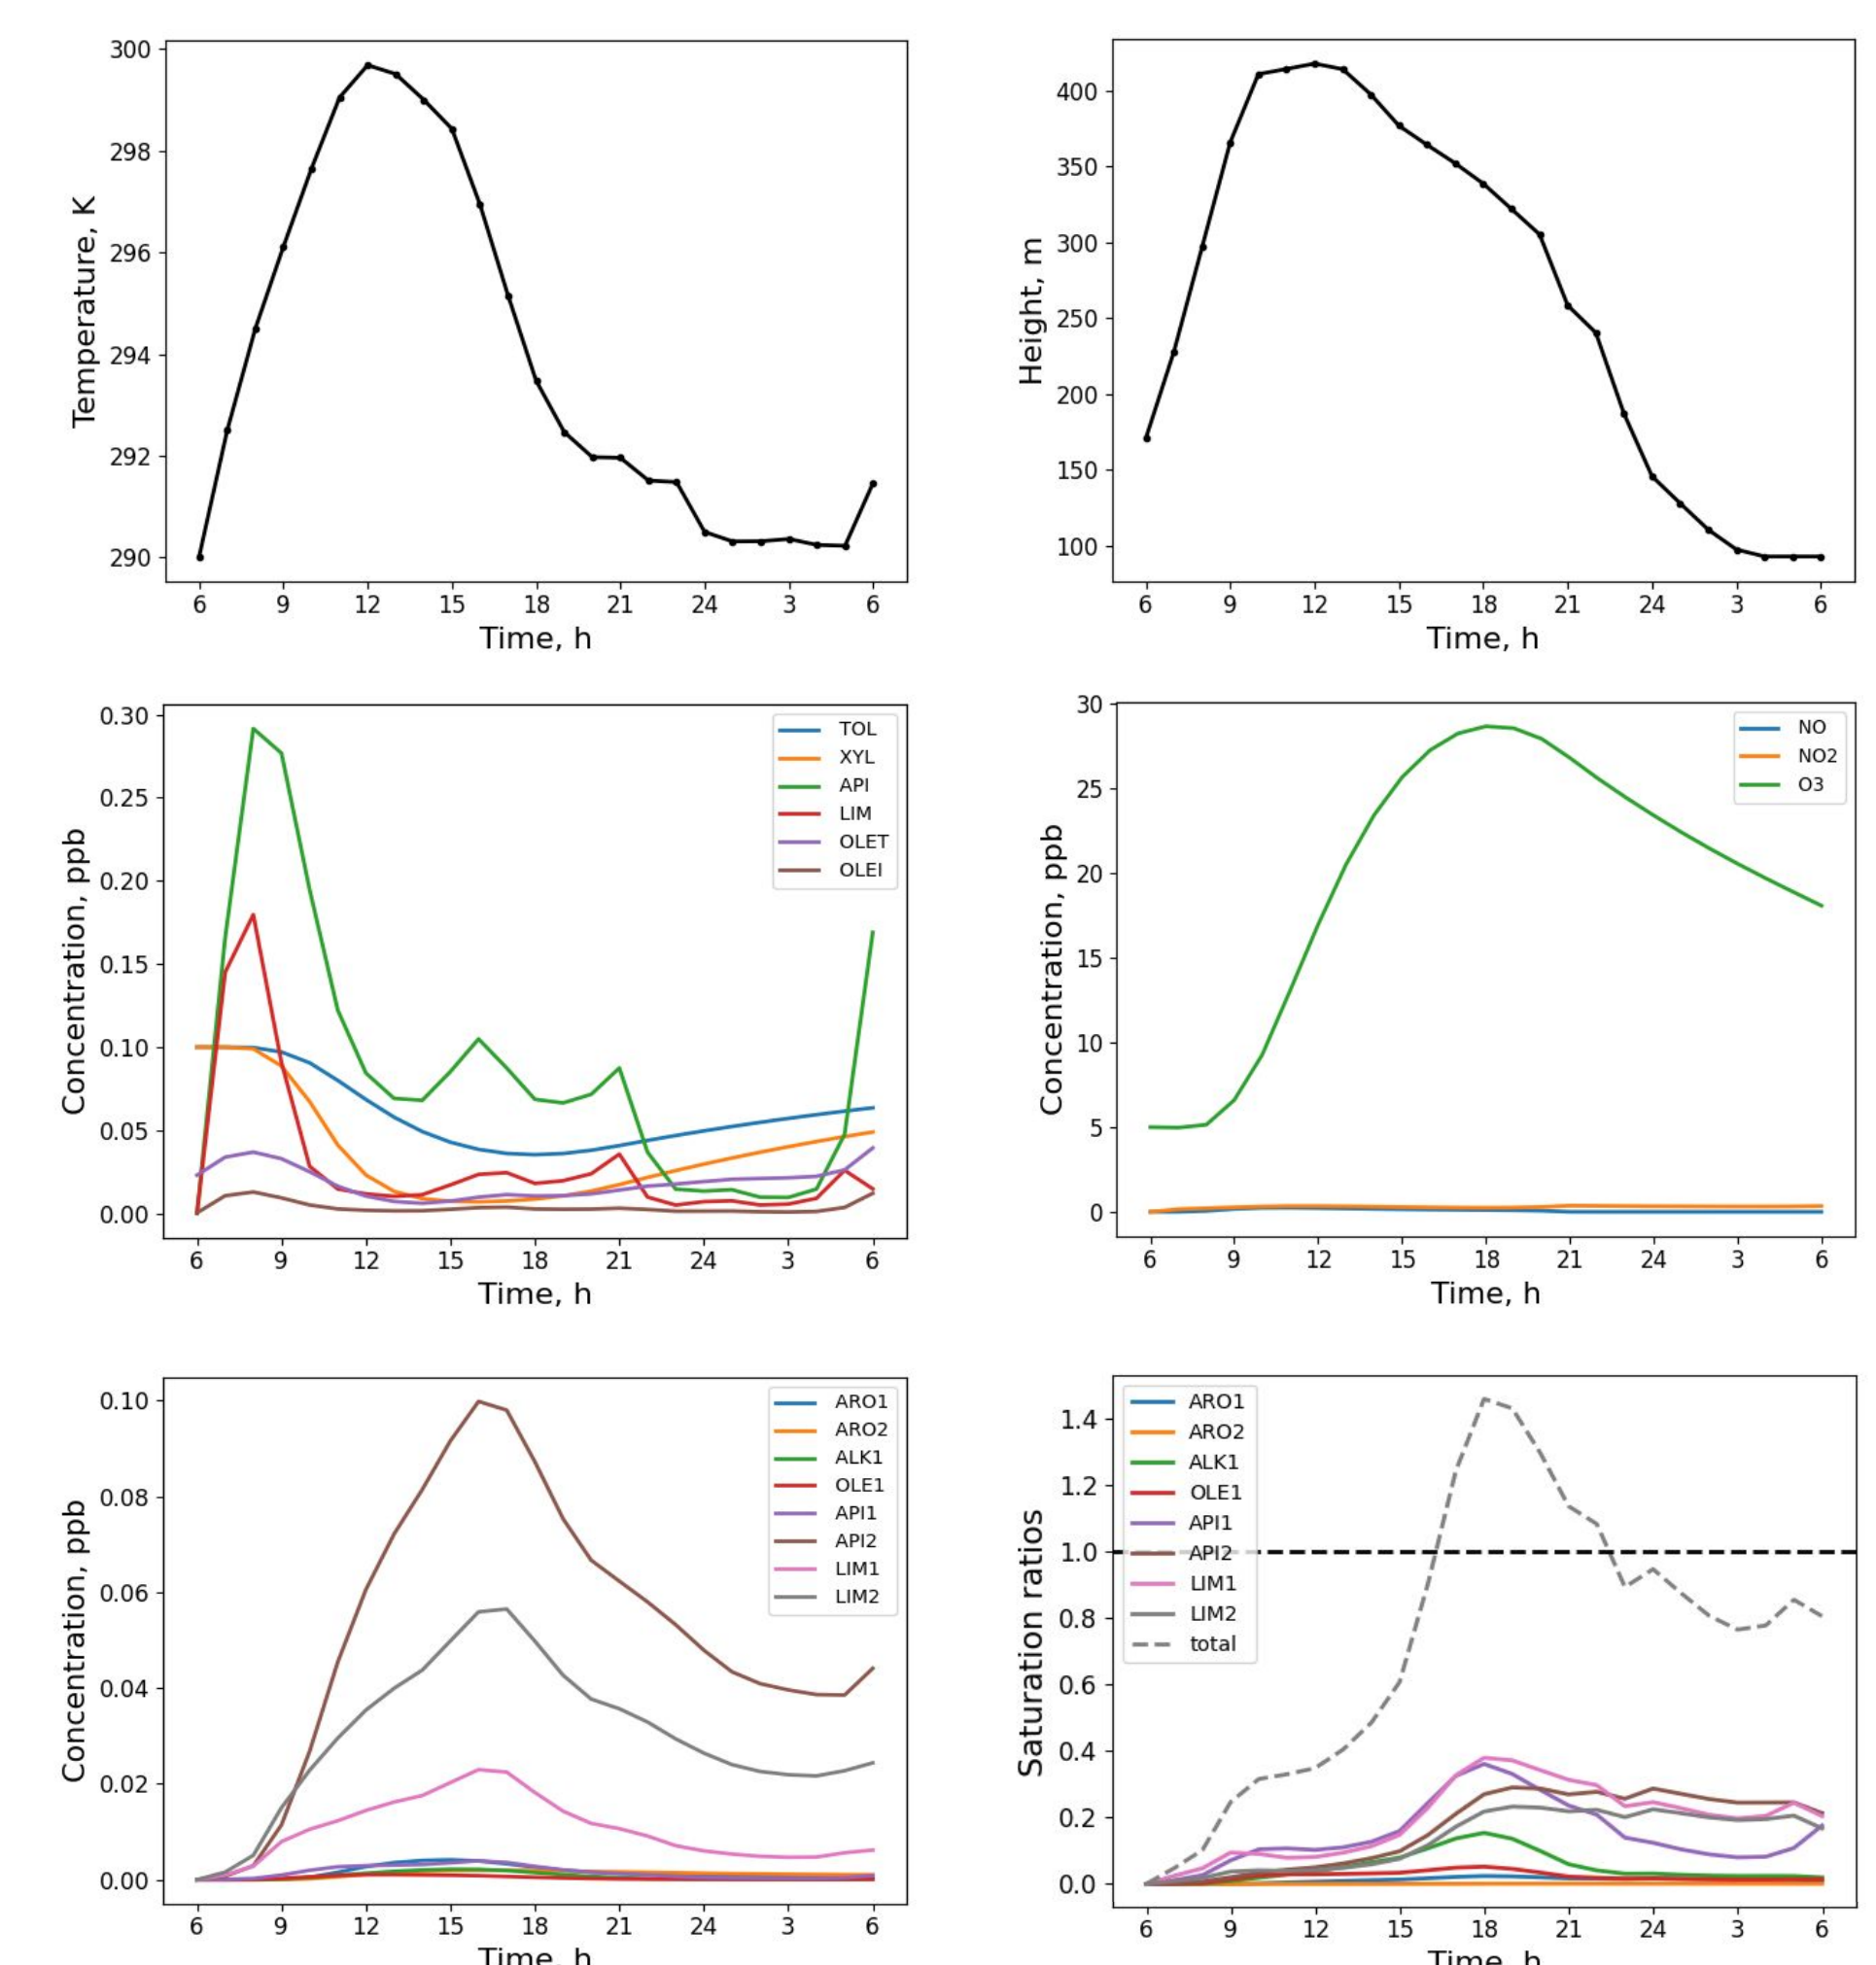 300
298
296
294
292
290
Temperature, K
6 9 12 15 18 21 24 3 6
Time, h
400
350
300
250
200
150
100
Height, m
6 9 12 15 18 21 24 3 6
Time, h
0.30
0.25
0.20
0.15
0.10
0.05
0.00
Concentration, ppb
TOL
XYL
API
LIM
OLET
OLEI
6 9 12 15 18 21 24 3 6
Time, h
30
25
20
15
10
5
0
Concentration, ppb
NO
NO2
O3
6 9 12 15 18 21 24 3 6
Time, h
0.10
0.08
0.06
0.04
0.02
0.00
Concentration, ppb
ARO1
ARO2
ALK1
OLE1
API1
API2
LIM1
LIM2
6 9 12 15 18 21 24 3 6
Time, h
1.4
1.2
1.0
0.8
0.6
0.4
0.2
0.0
Saturation ratios
ARO1
ARO2
ALK1
OLE1
API1
API2
LIM1
LIM2
total
6 9 12 15 18 21 24 3 6
Time, h